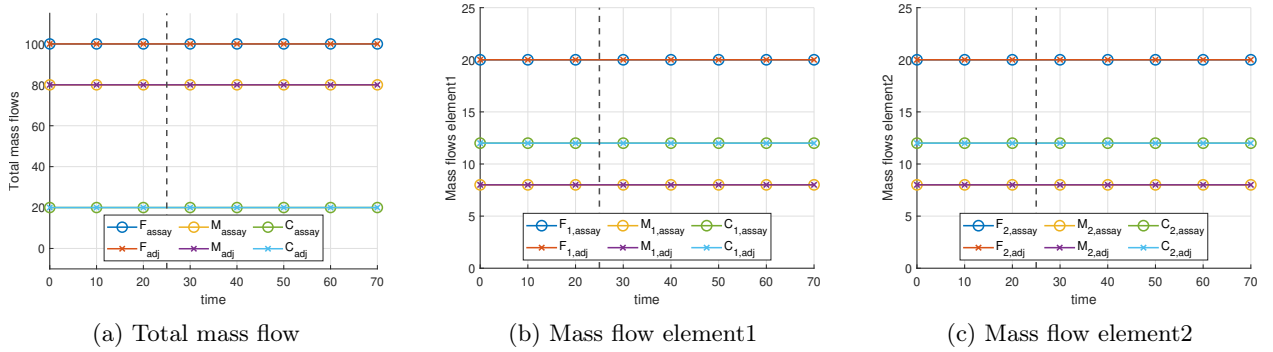 Total mass flows
100
80
60
40
20
0
0 10 20 30 40 50 60 70
time
F_assay M_assay C_assay
F_adj M_adj C_adj
(a) Total mass flow
Mass flows element1
25
20
15
10
5
0
0 10 20 30 40 50 60 70
time
F_1,assay M_1,assay C_1,assay
F_1,adj M_1,adj C_1,adj
(b) Mass flow element1
Mass flows element2
25
20
15
10
5
0
0 10 20 30 40 50 60 70
time
F_2,assay M_2,assay C_2,assay
F_2,adj M_2,adj C_2,adj
(c) Mass flow element2